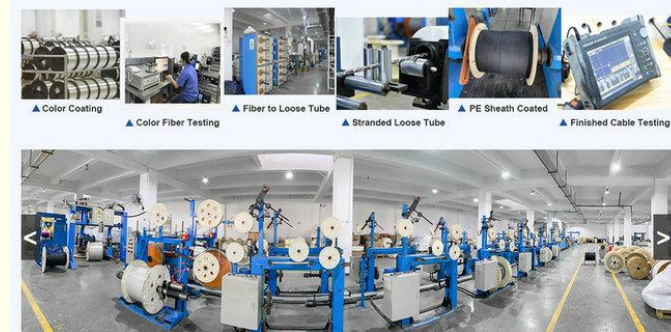 ▲ Color Coating
▲ Color Fiber Testing
▲ Fiber to Loose Tube
▲ Stranded Loose Tube
▲ PE Sheath Coated
▲ Finished Cable Testing
< >